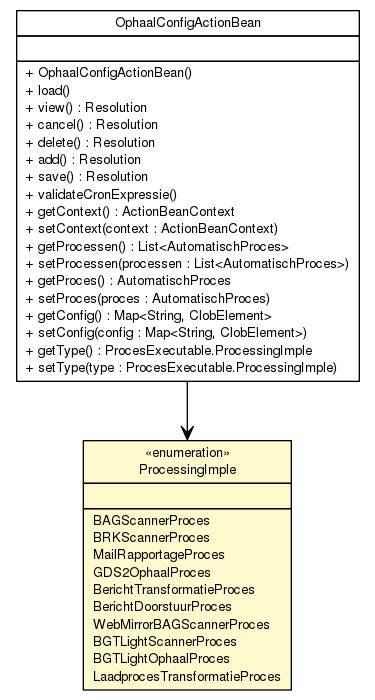 OphaalConfigActionBean
+ OphaalConfigActionBean()
+ load()
+ view() : Resolution
+ cancel() : Resolution
+ delete() : Resolution
+ add() : Resolution
+ save() : Resolution
+ validateCronExpressie()
+ getContext() : ActionBeanContext
+ setContext(context : ActionBeanContext)
+ getProcessen() : List<AutomatischProces>
+ setProcessen(processen : List<AutomatischProces>)
+ getProces() : AutomatischProces
+ setProces(proces : AutomatischProces)
+ getConfig() : Map<String, ClobElement>
+ setConfig(config : Map<String, ClobElement>)
+ getType() : ProcesExecutable.ProcessingImple
+ setType(type : ProcesExecutable.ProcessingImple)
«enumeration»
ProcessingImple
BAGScannerProces
BRKScannerProces
MailRapportageProces
GDS2OphaalProces
BerichtTransformatieProces
BerichtDoorstuurProces
WebMirrorBAGScannerProces
BGTLightScannerProces
BGTLightOphaalProces
LaadprocesTransformatieProces